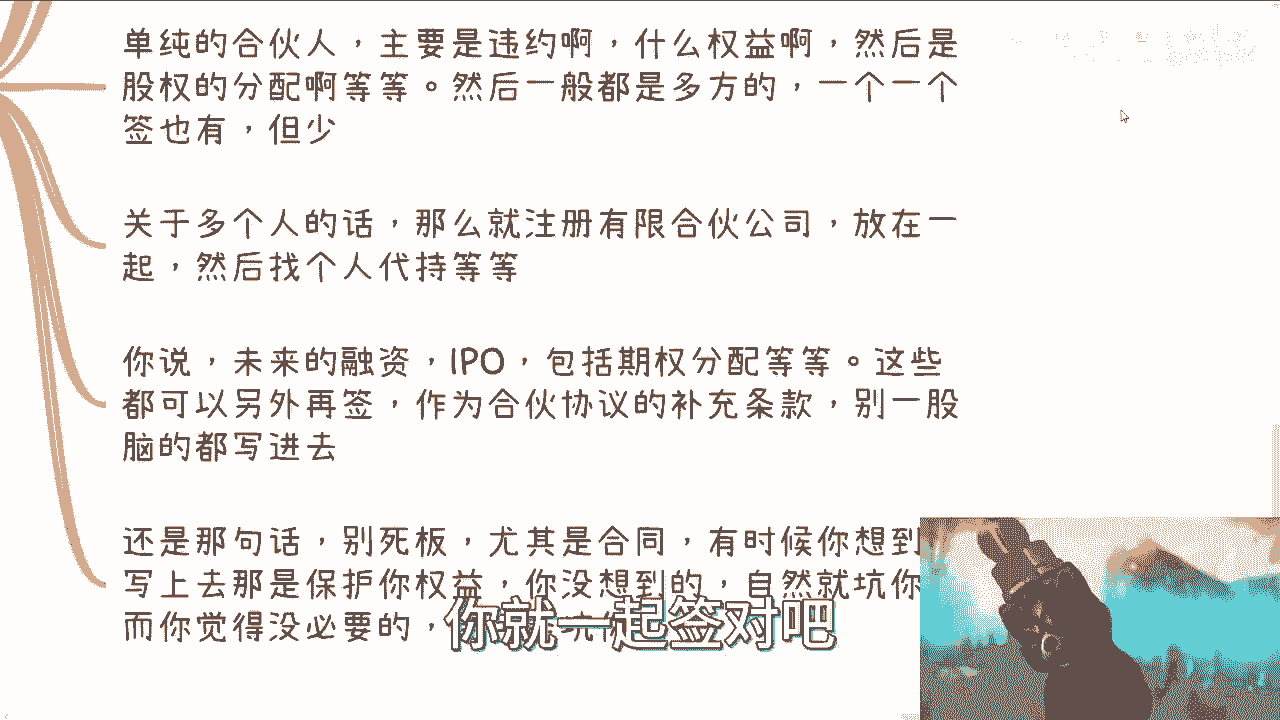 单纯的合伙人，主要是违约啊，什么权益啊，然后是
股权的分配啊等等。然后一般都是多方的，一个一个
签也有，但少
关于多个人的话，那么就注册有限合伙公司，放在一
起，然后找个人代持等等
你说，未来的融资，IPO，包括期权分配等等。这些
都可以另外再签，作为合伙协议的补充条款，别一股
脑的都写进去
还是那句话，别死板，尤其是合同，有时候你想到
写上去那是保护你权益，你没想到的，自然就坑你
而你觉得没必要的，
你就一起签对吧